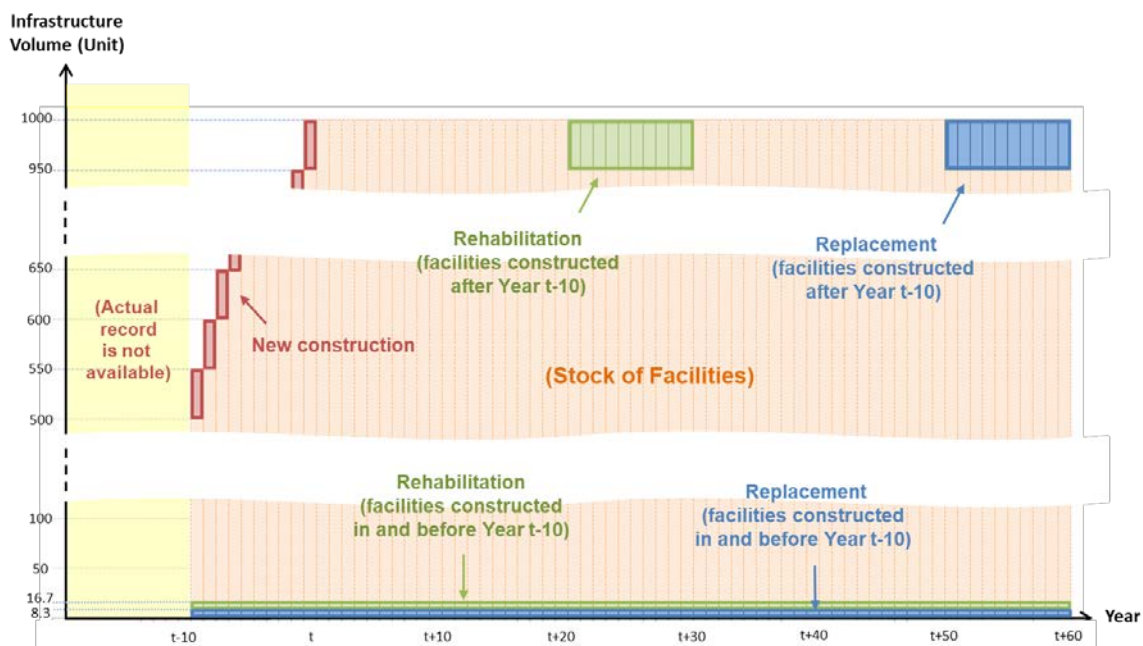 Infrastructure
Volume (Unit)
1000
950
Rehabilitation
(facilities constructed
after Year t-10)
Replacement
(facilities constructed
after Year t-10)
650
600
550
500
(Actual
record
is not
available)
New construction
(Stock of Facilities)
Rehabilitation
(facilities constructed
in and before Year t-10)
Replacement
(facilities constructed
in and before Year t-10)
100
50
16.7
8.3
Year
t-10
t
t+10
t+20
t+30
t+40
t+50
t+60